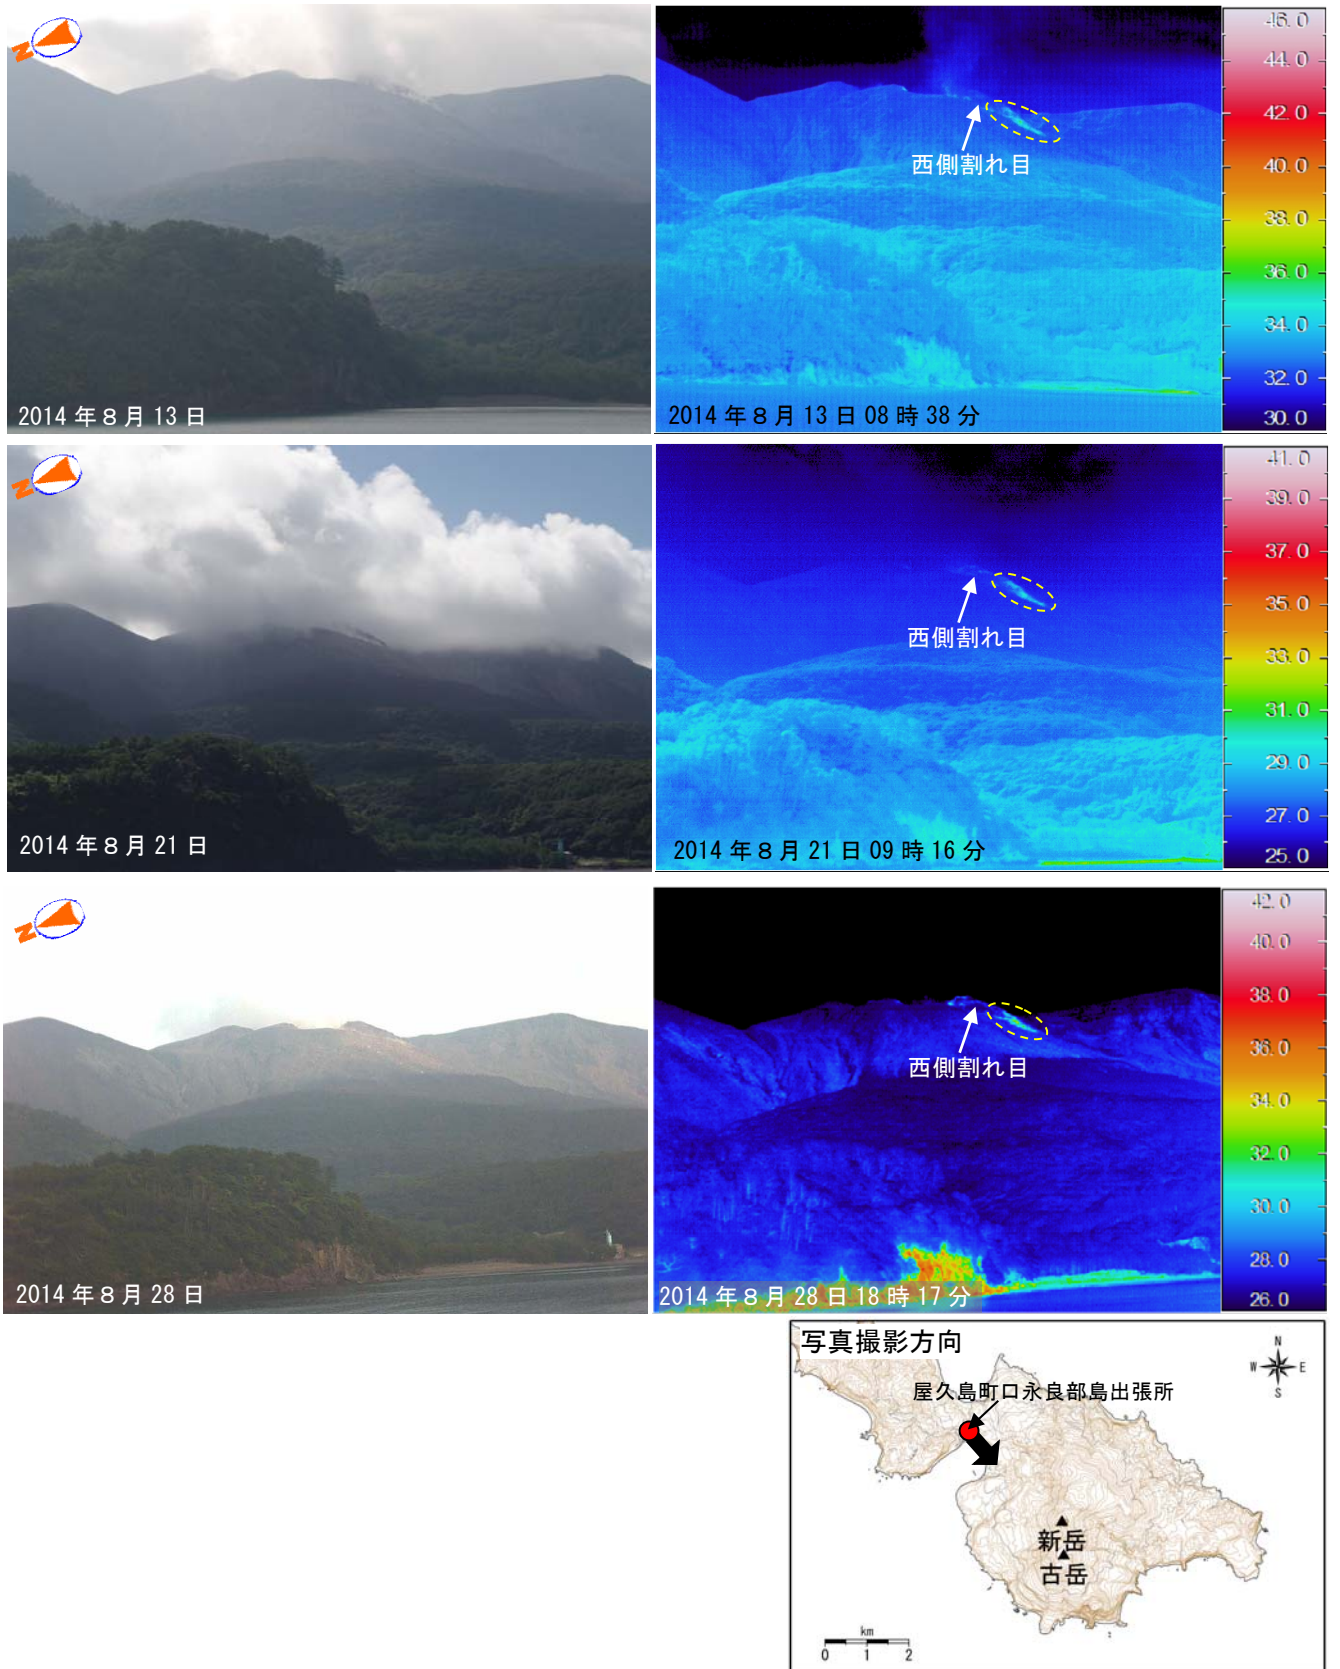 N
2014 年 8 月 13 日
西側割れ目
2014 年 8 月 13 日 08 時 38 分
46.0
44.0
42.0
40.0
38.0
36.0
34.0
32.0
30.0
N
2014 年 8 月 21 日
西側割れ目
2014 年 8 月 21 日 09 時 16 分
41.0
39.0
37.0
35.0
33.0
31.0
29.0
27.0
25.0
N
2014 年 8 月 28 日
西側割れ目
2014 年 8 月 28 日 18 時 17 分
42.0
40.0
38.0
36.0
34.0
32.0
30.0
28.0
26.0
写真撮影方向
N
W E
S
屋久島町口永良部島出張所
新岳
古岳
km
0 1 2